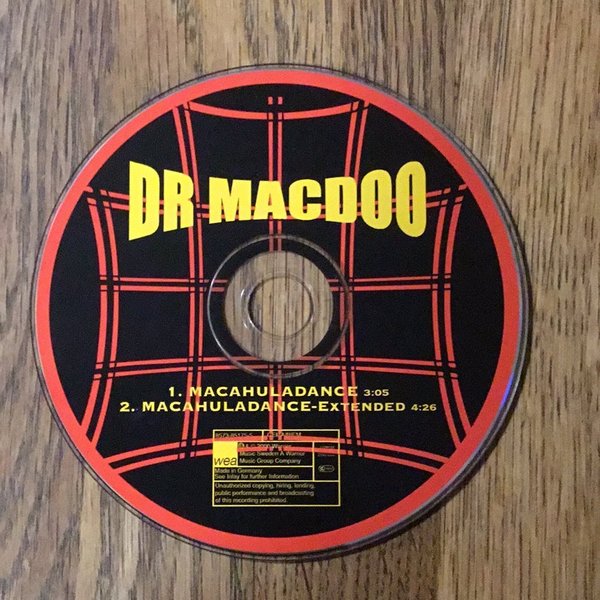 DR MACDOO
1. MACAHULADANCE 3:05
2. MACAHULADANCE-EXTENDED 4:26
wea
Music Sweden A Warner
Music Group Company
Made in Germany
See Inlay for further Information
Unauthorized copying, hiring, lending,
public performance and broadcasting
of this recording prohibited.